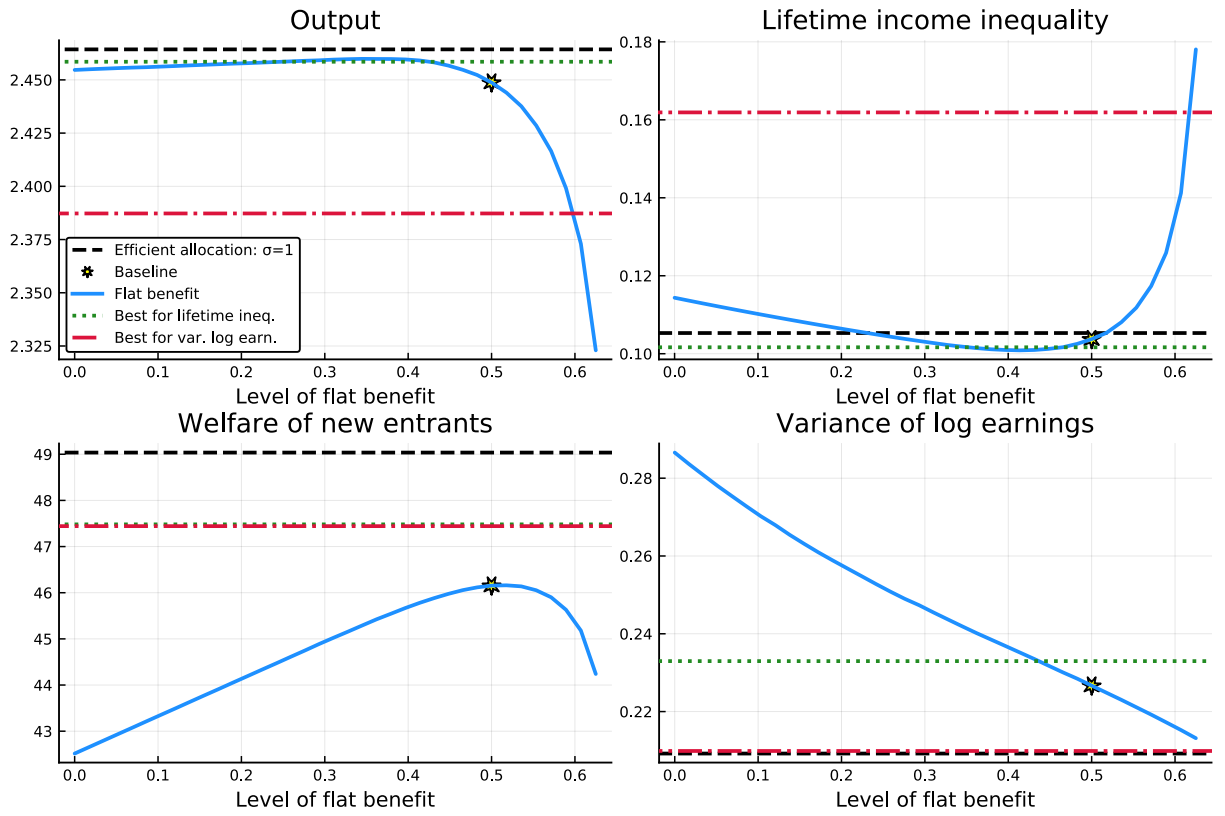 Output
2.450
2.425
2.400
2.375
2.350
2.325
Efficient allocation: σ=1
Baseline
Flat benefit
Best for lifetime ineq.
Best for var. log earn.
0.0 0.1 0.2 0.3 0.4 0.5 0.6
Level of flat benefit
Lifetime income inequality
0.18
0.16
0.14
0.12
0.10
0.0 0.1 0.2 0.3 0.4 0.5 0.6
Level of flat benefit
Welfare of new entrants
49
48
47
46
45
44
43
0.0 0.1 0.2 0.3 0.4 0.5 0.6
Level of flat benefit
Variance of log earnings
0.28
0.26
0.24
0.22
0.0 0.1 0.2 0.3 0.4 0.5 0.6
Level of flat benefit